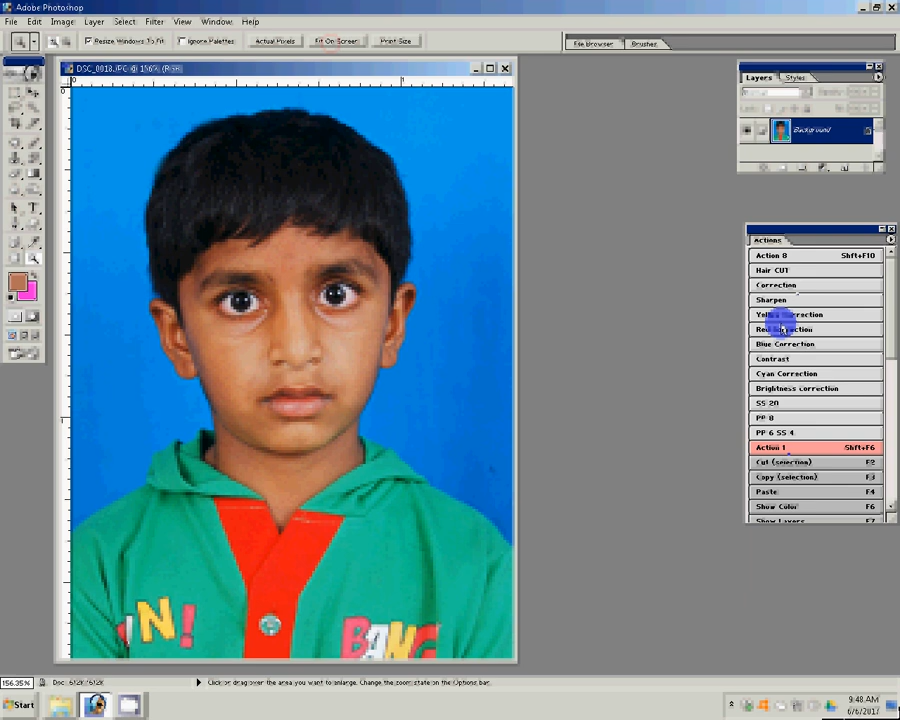 Adobe Photoshop
File Edit Image Layer Select Filter View Window Help
Resize Windows To Fit Ignore Palettes Actual Pixels Fit On Screen Print Size File Browser Brushes
DSC_0018.JPG @ 156%
Layers Styles
Background
Actions
Action 8 Shft+F10
Hair CUT
Correction
Sharpen
Correction
Red Correction
Blue Correction
Contrast
Cyan Correction
Brightness correction
SS 20
PP 8
PP 6 SS 4
Action 1 Shft+F6
Cut (selection) F2
Copy (selection) F3
Paste F4
Show Color F6
Show Layers F7
N!
BANG
156.35% Doc: 612K/612K Click or drag over the area you want to enlarge. Change the zoom state on the Options bar.
Start
9:48 AM
6/6/2017